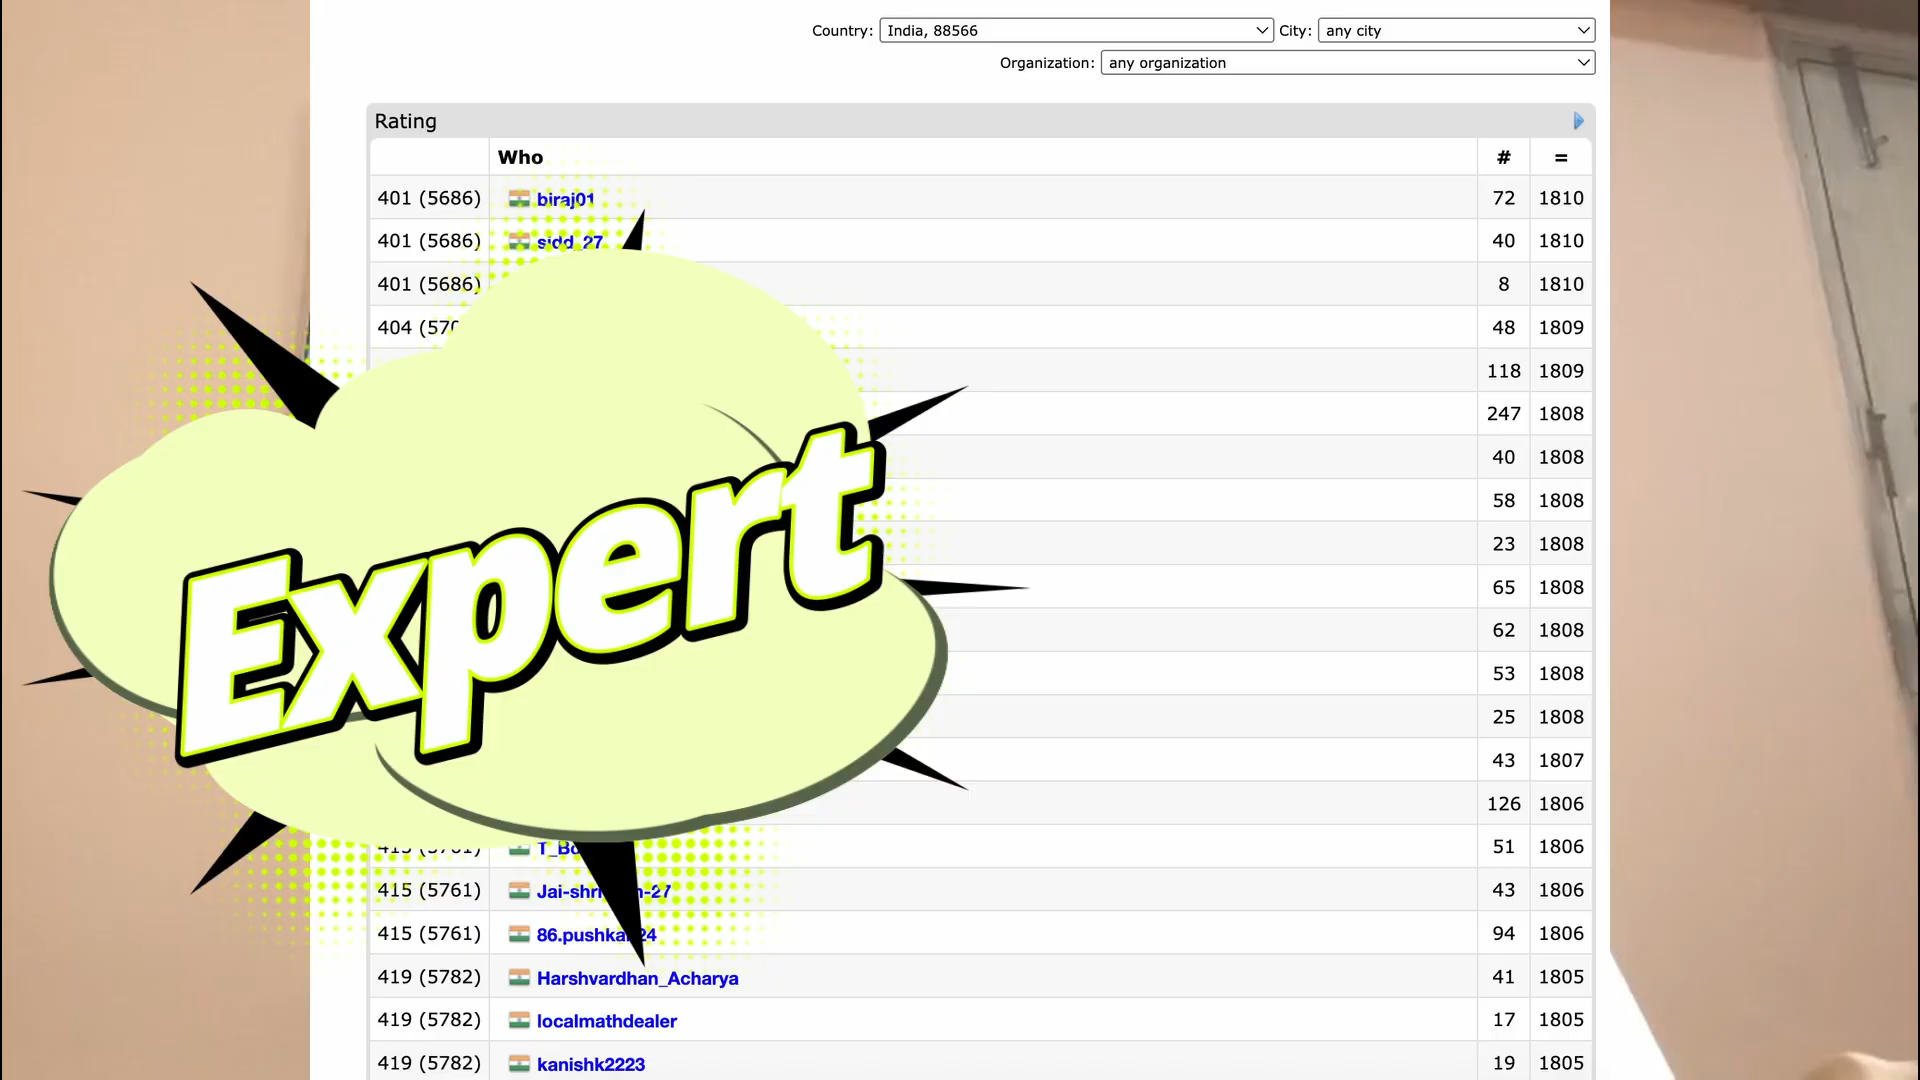 Country: India, 88566 City: any city
Organization: any organization
Rating
Who # =
401 (5686) biraj01 72 1810
401 (5686) sidd_27 40 1810
401 (5686) 8 1810
404 48 1809
118 1809
247 1808
40 1808
58 1808
23 1808
65 1808
62 1808
53 1808
25 1808
43 1807
126 1806
Expert
415 (5761) 51 1806
415 (5761) 43 1806
415 (5761) 94 1806
419 (5782) Harshvardhan_Acharya 41 1805
419 (5782) localmathdealer 17 1805
419 (5782) kanishk2223 19 1805